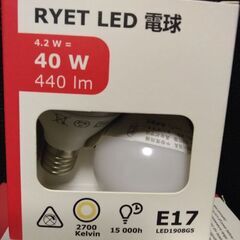 RYET LED 電球
4.2 W =
40 W
440 lm
E17
LED1908G5
2700
Kelvin
15 000h